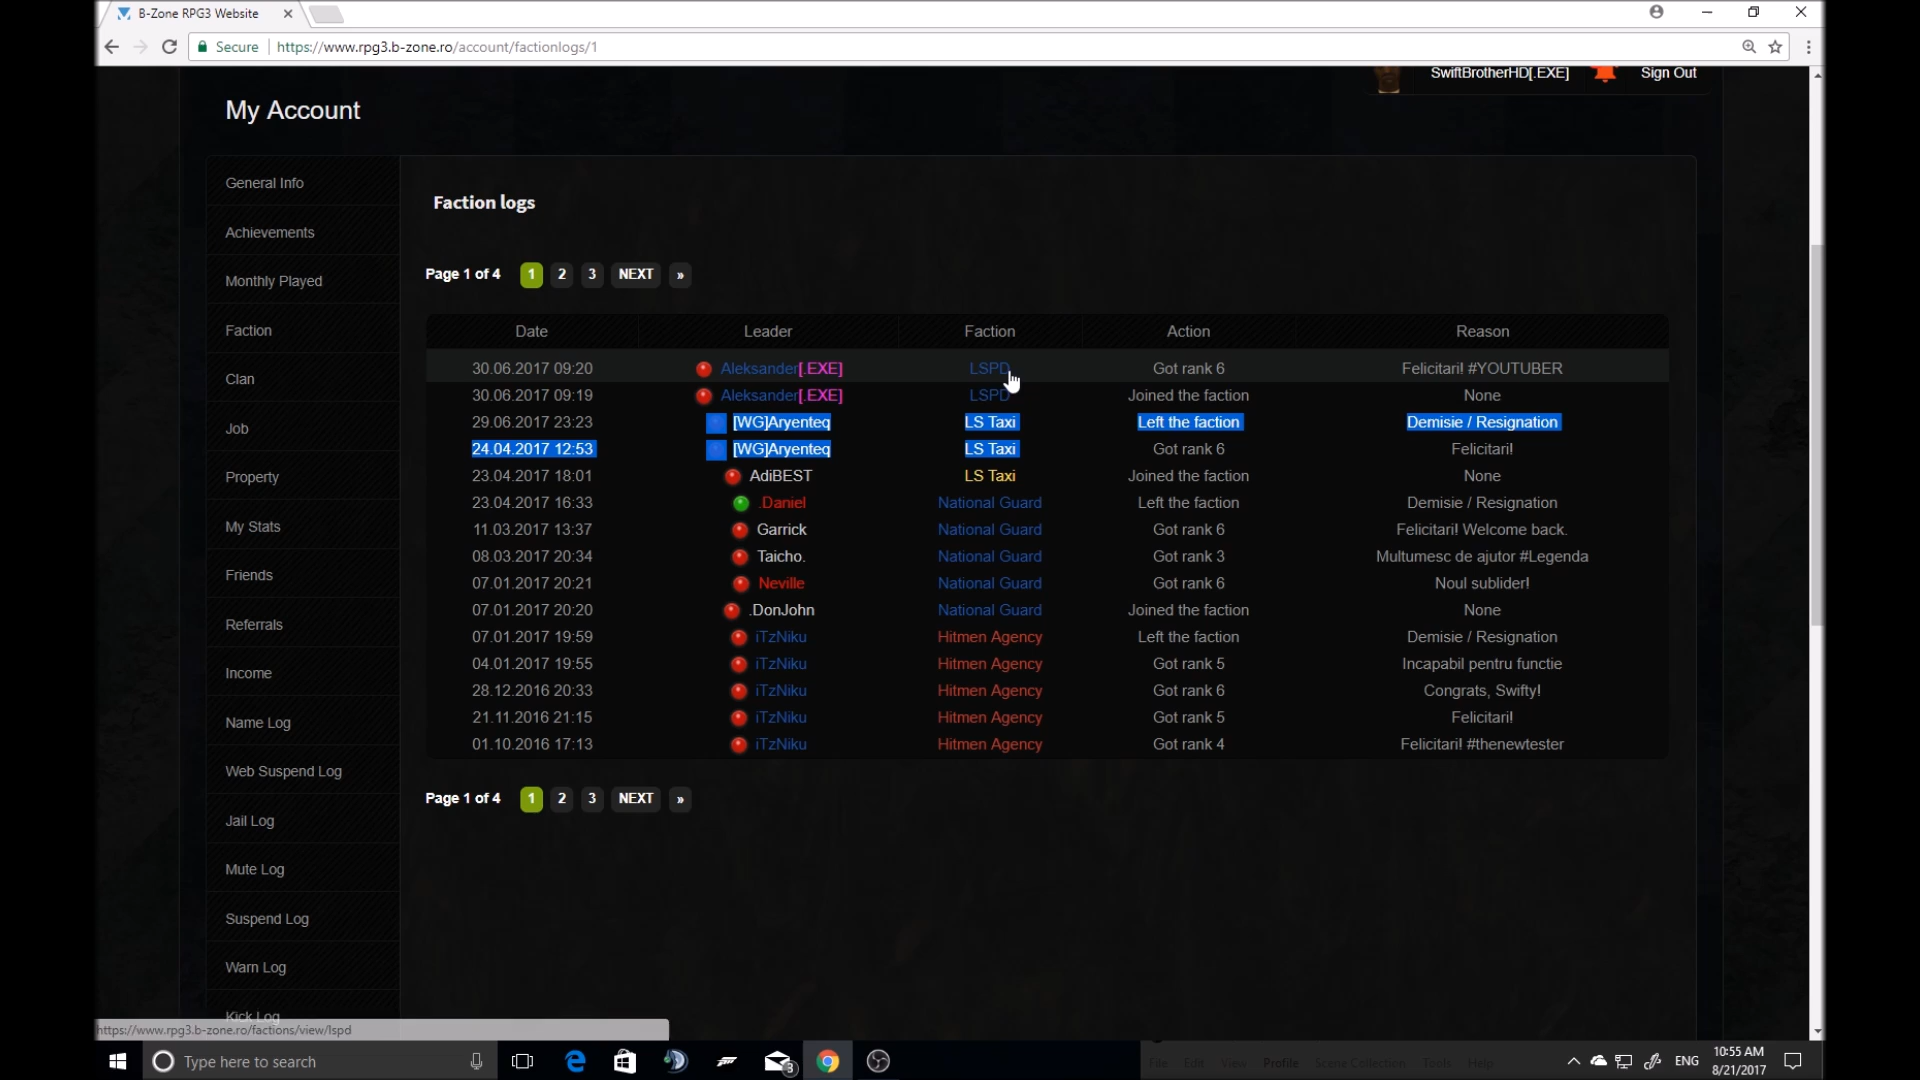 B-Zone RPG3 Website
Secure https://www.rpg3.b-zone.ro/account/factionlogs/1
SwiftBrotherHD[.EXE] Sign Out
My Account
General Info
Achievements
Monthly Played
Faction
Clan
Job
Property
My Stats
Friends
Referrals
Income
Name Log
Web Suspend Log
Jail Log
Mute Log
Suspend Log
Warn Log
Kick Log
Faction logs
Page 1 of 4 1 2 3 NEXT »
Date Leader Faction Action Reason
30.06.2017 09:20 Aleksander[.EXE] LSPD Got rank 6 Felicitari! #YOUTUBER
30.06.2017 09:19 Aleksander[.EXE] LSPD Joined the faction None
29.06.2017 23:23 [WG]Aryenteq LS Taxi Left the faction Demisie / Resignation
24.04.2017 12:53 [WG]Aryenteq LS Taxi Got rank 6 Felicitari!
23.04.2017 18:01 AdiBEST LS Taxi Joined the faction None
23.04.2017 16:33 .Daniel National Guard Left the faction Demisie / Resignation
11.03.2017 13:37 Garrick National Guard Got rank 6 Felicitari! Welcome back.
08.03.2017 20:34 Taicho. National Guard Got rank 3 Multumesc de ajutor #Legenda
07.01.2017 20:21 Neville National Guard Got rank 6 Noul sublider!
07.01.2017 20:20 .DonJohn National Guard Joined the faction None
07.01.2017 19:59 iTzNiku Hitmen Agency Left the faction Demisie / Resignation
04.01.2017 19:55 iTzNiku Hitmen Agency Got rank 5 Incapabil pentru functie
28.12.2016 20:33 iTzNiku Hitmen Agency Got rank 6 Congrats, Swifty!
21.11.2016 21:15 iTzNiku Hitmen Agency Got rank 5 Felicitari!
01.10.2016 17:13 iTzNiku Hitmen Agency Got rank 4 Felicitari! #thenewtester
Page 1 of 4 1 2 3 NEXT »
https://www.rpg3.b-zone.ro/factions/view/lspd
Type here to search
3
File Edit View Profile Scene Collection Tools Help
ENG
10:55 AM
8/21/2017